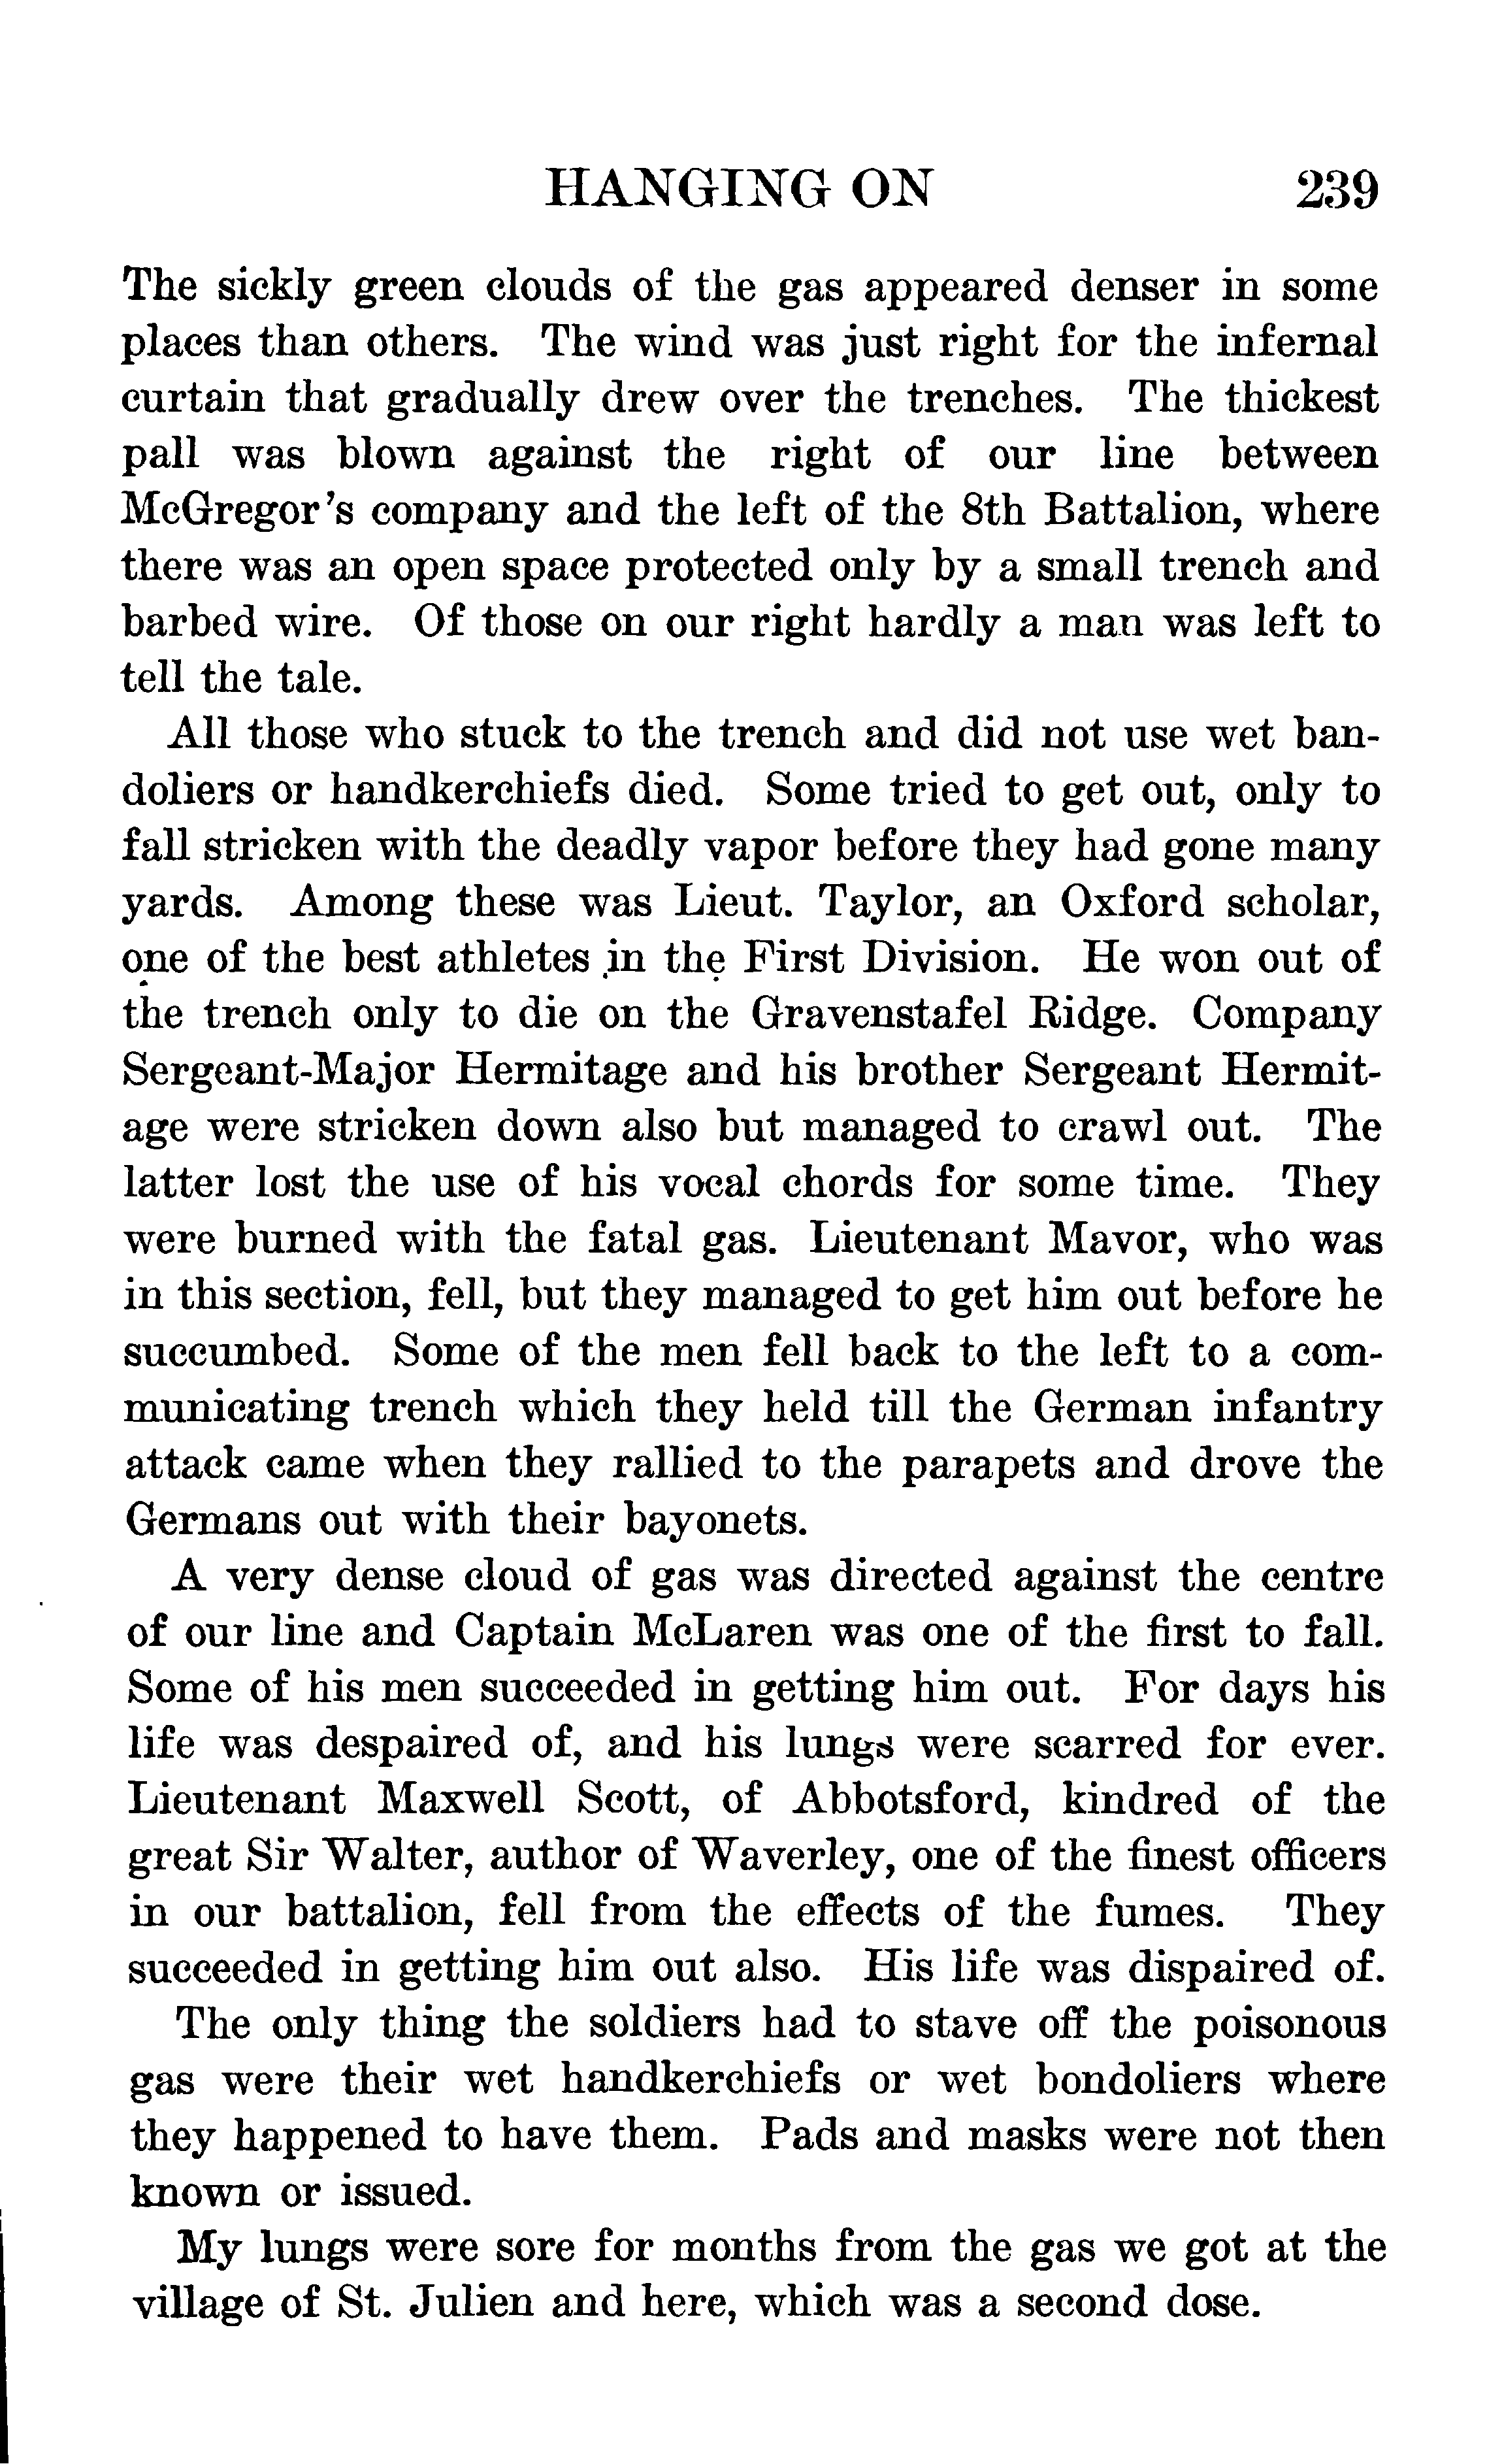 HANGING ON 239
The sickly green clouds of the gas appeared denser in some
places than others. The wind was just right for the infernal
curtain that gradually drew over the trenches. The thickest
pall was blown against the right of our line between
McGregor's company and the left of the 8th Battalion, where
there was an open space protected only by a small trench and
barbed wire. Of those on our right hardly a man was left to
tell the tale.
All those who stuck to the trench and did not use wet ban-
doliers or handkerchiefs died. Some tried to get out, only to
fall stricken with the deadly vapor before they had gone many
yards. Among these was Lieut. Taylor, an Oxford scholar,
one of the best athletes in the First Division. He won out of
the trench only to die on the Gravenstafel Ridge. Company
Sergeant-Major Hermitage and his brother Sergeant Hermit-
age were stricken down also but managed to crawl out. The
latter lost the use of his vocal chords for some time. They
were burned with the fatal gas. Lieutenant Mavor, who was
in this section, fell, but they managed to get him out before he
succumbed. Some of the men fell back to the left to a com-
municating trench which they held till the German infantry
attack came when they rallied to the parapets and drove the
Germans out with their bayonets.
A very dense cloud of gas was directed against the centre
of our line and Captain McLaren was one of the first to fall.
Some of his men succeeded in getting him out. For days his
life was despaired of, and his lungs were scarred for ever.
Lieutenant Maxwell Scott, of Abbotsford, kindred of the
great Sir Walter, author of Waverley, one of the finest officers
in our battalion, fell from the effects of the fumes. They
succeeded in getting him out also. His life was dispaired of.
The only thing the soldiers had to stave off the poisonous
gas were their wet handkerchiefs or wet bondoliers where
they happened to have them. Pads and masks were not then
known or issued.
My lungs were sore for months from the gas we got at the
village of St. Julien and here, which was a second dose.